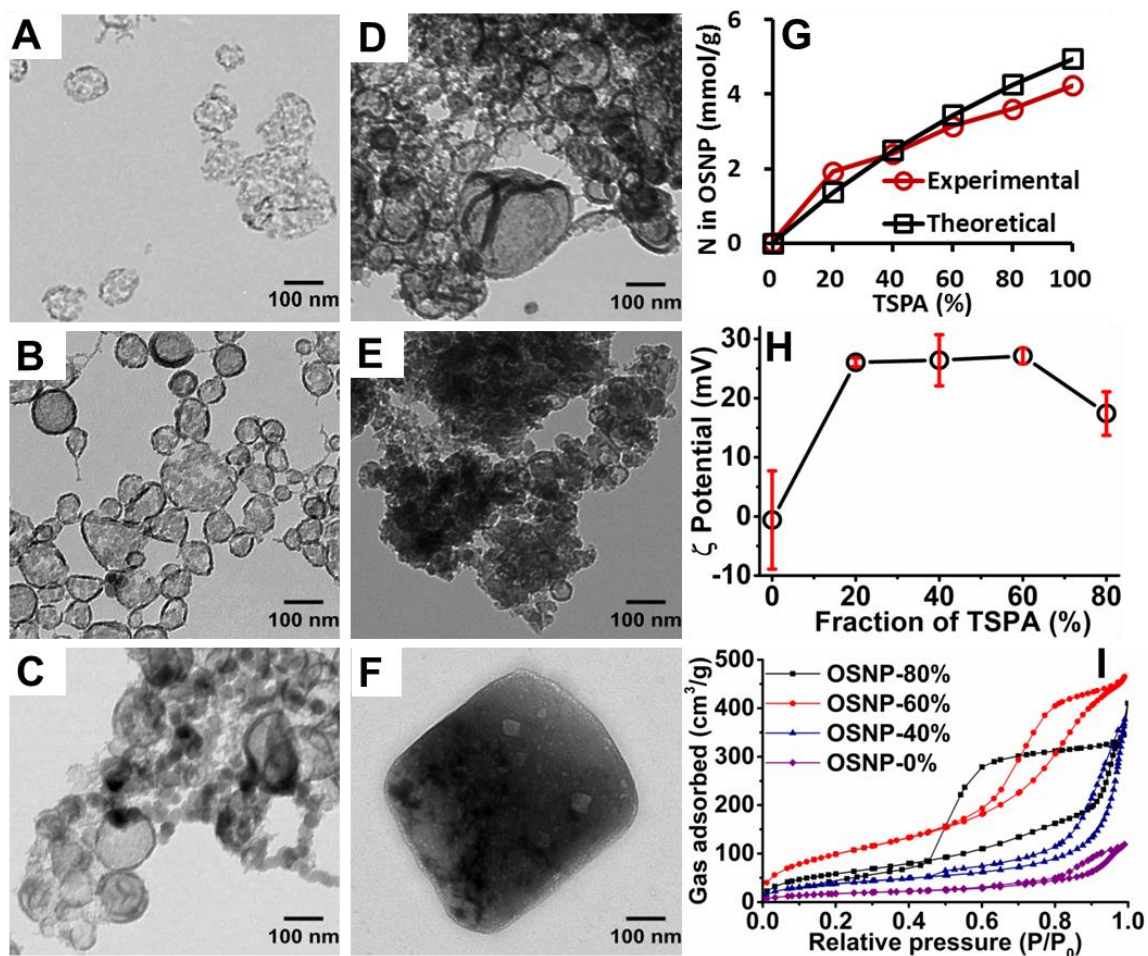 A
100 nm
B
100 nm
C
100 nm
D
100 nm
E
100 nm
F
100 nm
G
N in OSNP (mmol/g)
6
4
2
0
Experimental
Theoretical
0 20 40 60 80 100
TSPA (%)
H
ζ Potential (mV)
30
20
10
0
-10
0 20 40 60 80
Fraction of TSPA (%)
I
Gas adsorbed (cm³/g)
500
400
300
200
100
0
OSNP-80%
OSNP-60%
OSNP-40%
OSNP-0%
0.0 0.2 0.4 0.6 0.8 1.0
Relative pressure (P/P₀)